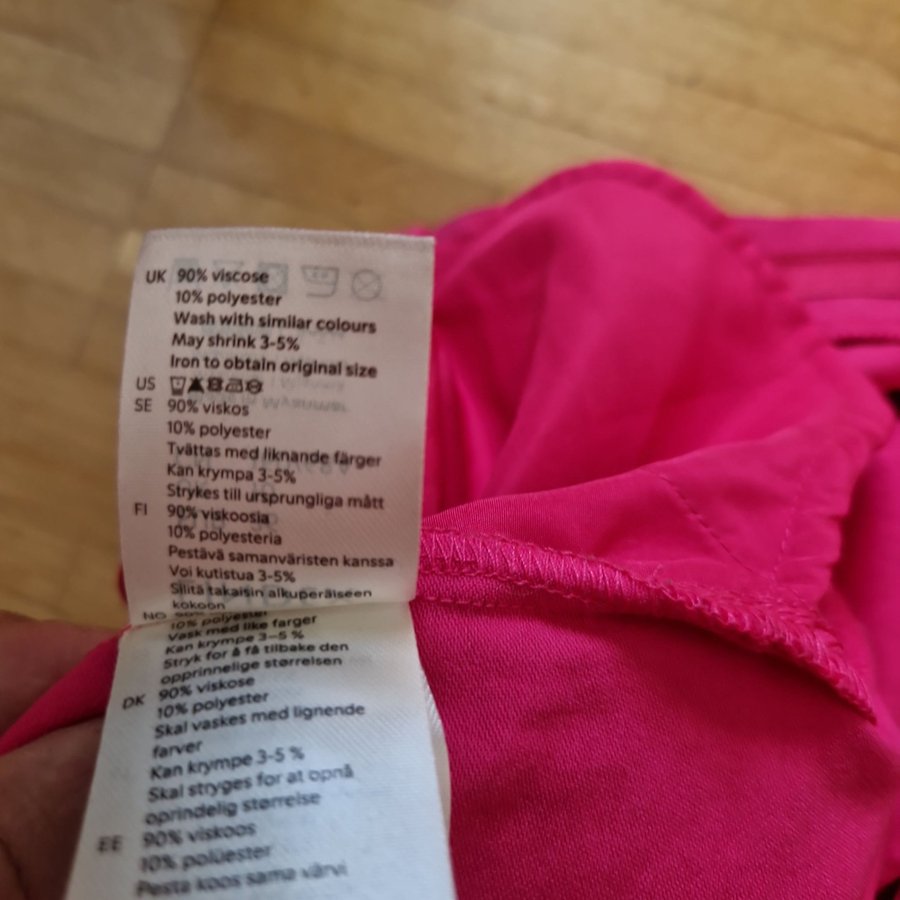 UK 90% viscose
10% polyester
Wash with similar colours
May shrink 3-5%
Iron to obtain original size
US
SE 90% viskos
10% polyester
Tvättas med liknande färger
Kan krympa 3-5%
Strykes till ursprungliga mått
FI 90% viskoosia
10% polyesteria
Pestävä samanväristen kanssa
Voi kutistua 3-5%
Silitä takaisin alkuperäiseen
kokoon
NO 90%
10% polyester
Vask med like farger
Kan krympe 3-5 %
Stryk for å få tilbake den
opprinnelige størrelsen
DK 90% viskose
10% polyester
Skal vaskes med lignende
farver
Kan krympe 3-5 %
Skal stryges for at opnå
oprindelig størrelse
EE 90% viskoos
10% polüester
Pesta koos sama värvi